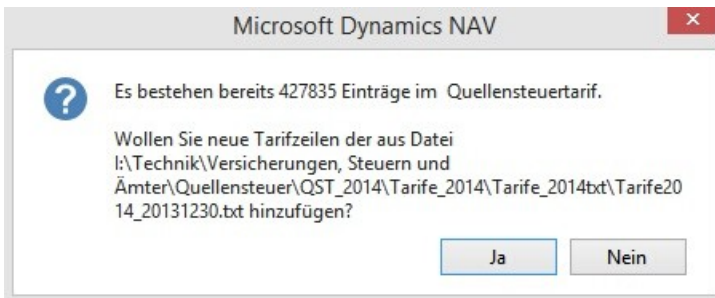 Microsoft Dynamics NAV
Es bestehen bereits 427835 Einträge im  Quellensteuertarif.
Wollen Sie neue Tarifzeilen der aus Datei
I:\Technik\Versicherungen, Steuern und
Ämter\Quellensteuer\QST_2014\Tarife_2014\Tarife_2014txt\Tarife20
14_20131230.txt hinzufügen?
Ja
Nein